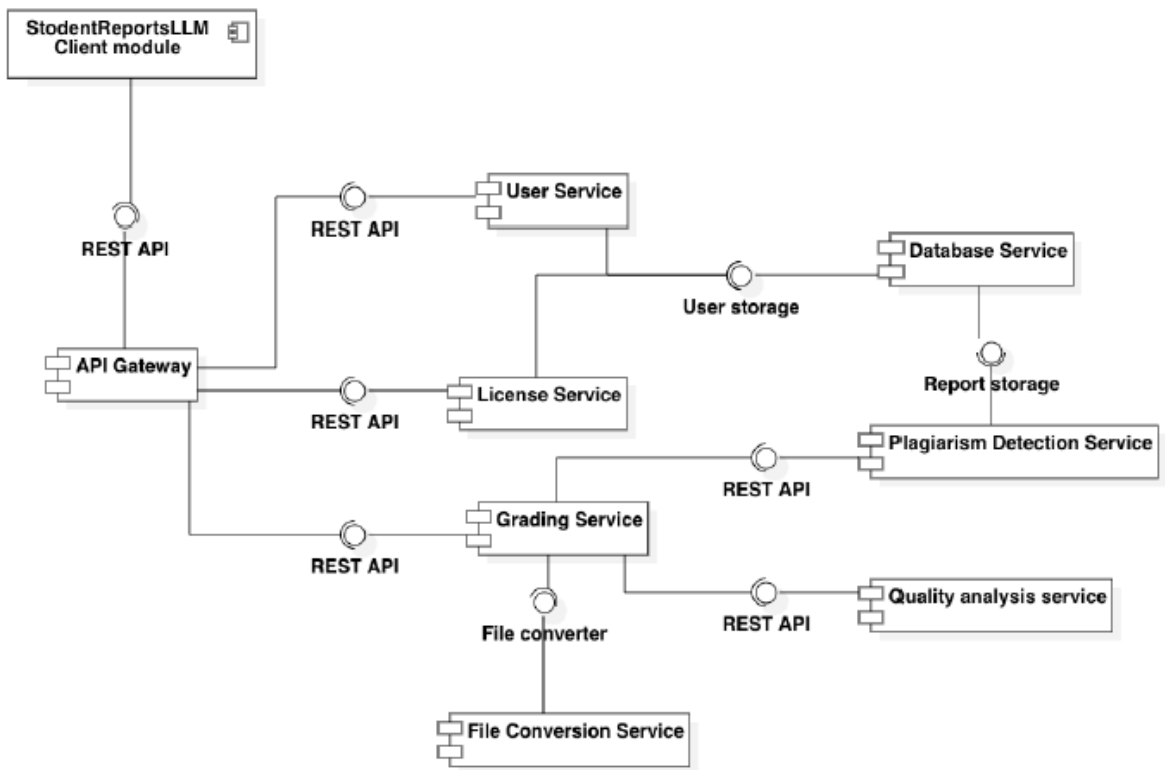 StodentReportsLLM
Client module
User Service
REST API
REST API
Database Service
User storage
API Gateway
License Service
REST API
Report storage
Plagiarism Detection Service
REST API
Grading Service
REST API
Quality analysis service
REST API
File converter
File Conversion Service